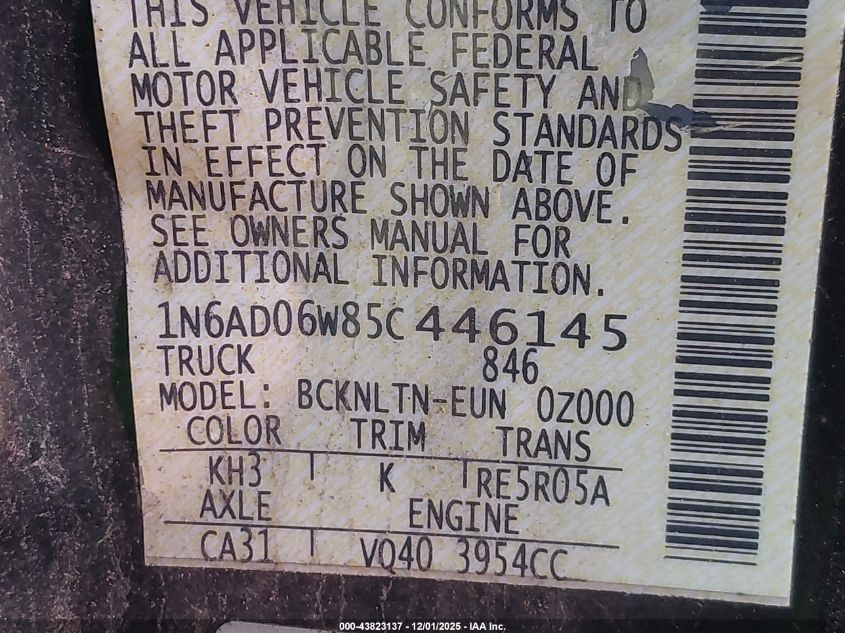 THIS VEHICLE CONFORMS TO
ALL APPLICABLE FEDERAL
MOTOR VEHICLE SAFETY AND
THEFT PREVENTION STANDARDS
IN EFFECT ON THE DATE OF
MANUFACTURE SHOWN ABOVE.
SEE OWNERS MANUAL FOR
ADDITIONAL INFORMATION.
1N6AD06W85C446145
TRUCK 846
MODEL: BCKNLTN-EUN 0Z000
COLOR TRIM TRANS
KH3 K RE5R05A
AXLE ENGINE
CA31 VQ40 3954CC
000-43823137 - 12/01/2025 - IAA Inc.